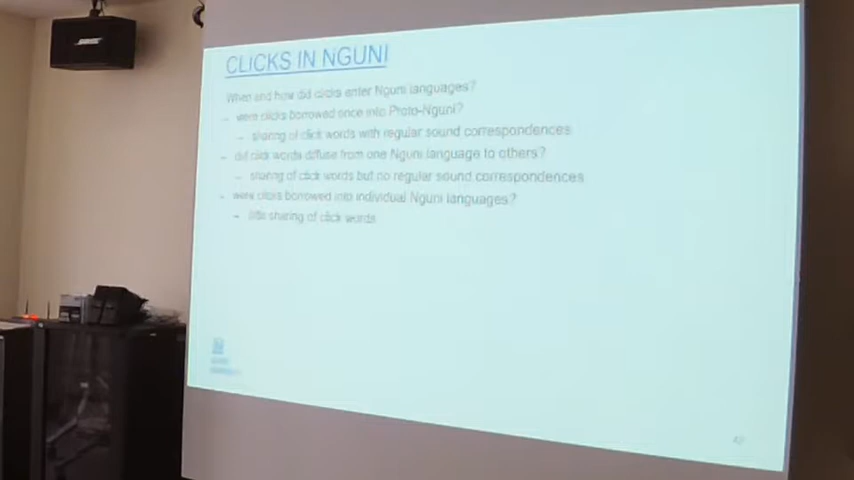 BOSE
CLICKS IN NGUNI
When and how did clicks enter Nguni languages?
– were clicks borrowed once into Proto-Nguni?
– sharing of click words with regular sound correspondences
– did click words diffuse from one Nguni language to others?
– sharing of click words but no regular sound correspondences
– were clicks borrowed into individual Nguni languages?
– little sharing of click words